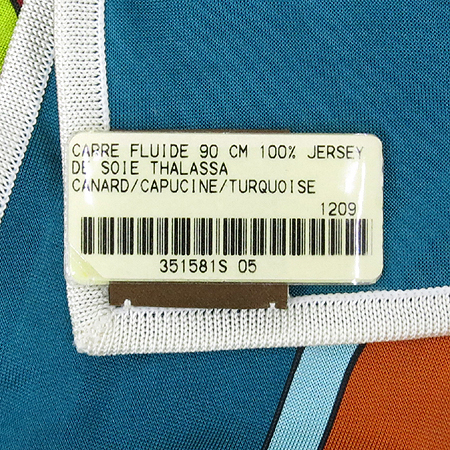 CARRE FLUIDE 90 CM 100% JERSEY
DE SOIE THALASSA
CANARD/CAPUCINE/TURQUOISE
1209
351581S 05